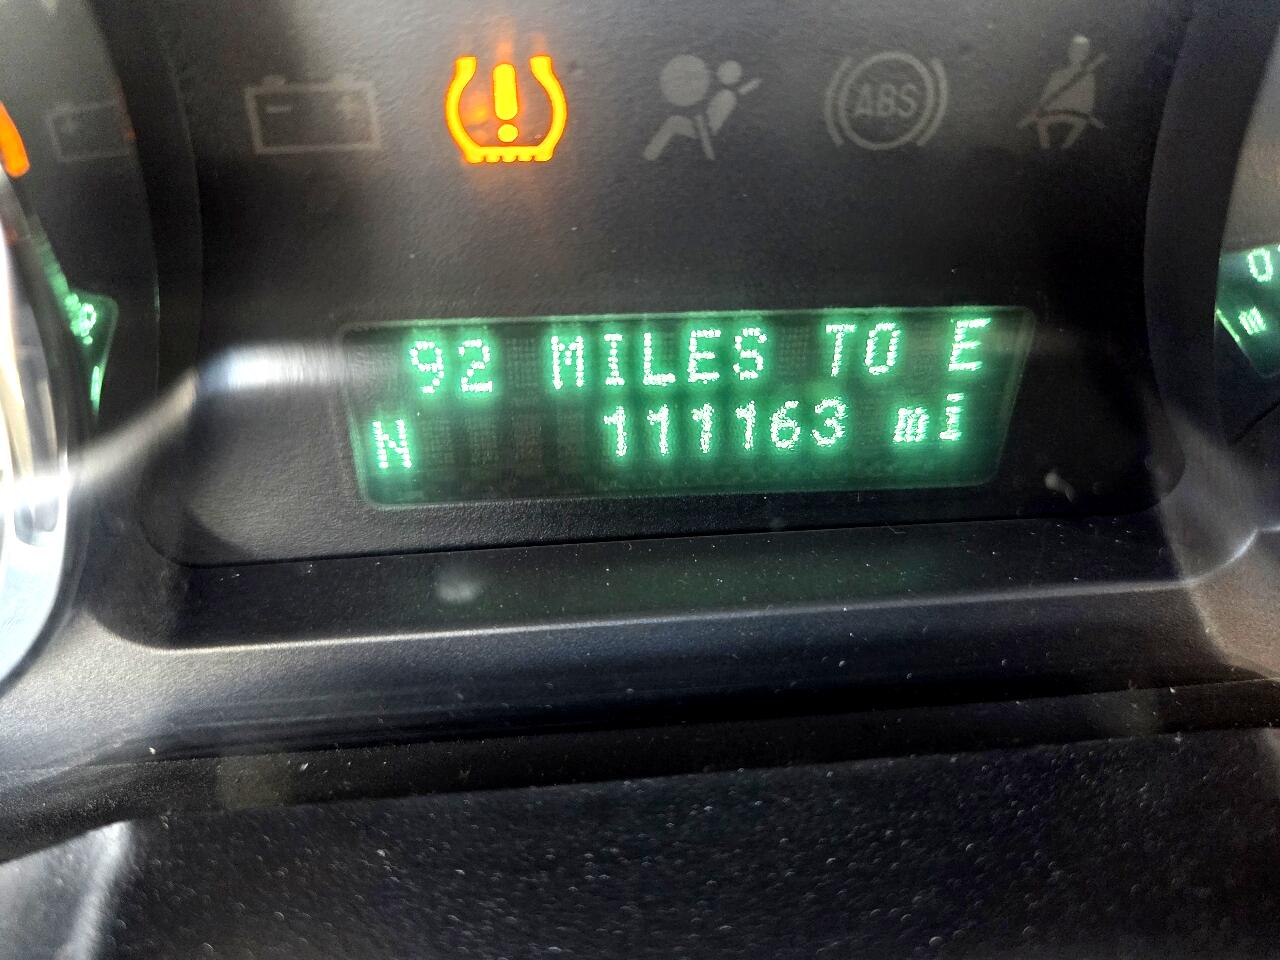 ABS
92 MILES TO E
N 111163 mi